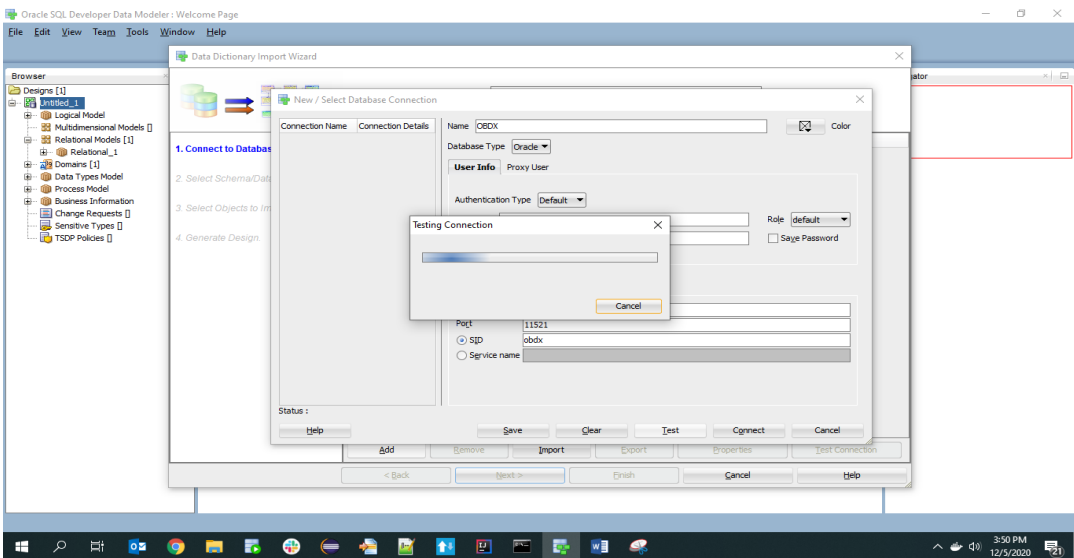 Oracle SQL Developer Data Modeler : Welcome Page
File Edit View Team Tools Window Help
Data Dictionary Import Wizard
Browser
Designs [1]
Untitled_1
Logical Model
Multidimensional Models []
Relational Models [1]
Relational_1
Domains [1]
Data Types Model
Process Model
Business Information
Change Requests []
Sensitive Types []
TSDP Policies []
1. Connect to Databas
2. Select Schema/Data
3. Select Objects to Im
4. Generate Design.
New / Select Database Connection
Connection Name Connection Details
Name OBDX Color
Database Type Oracle
User Info Proxy User
Authentication Type Default
Role default
Save Password
Testing Connection
Cancel
Port 11521
SID obdx
Service name
Status :
Help Save Clear Test Connect Cancel
Add Remove Import Export Properties Test Connection
< Back Next > Finish Cancel Help
ator
3:50 PM
12/5/2020
21